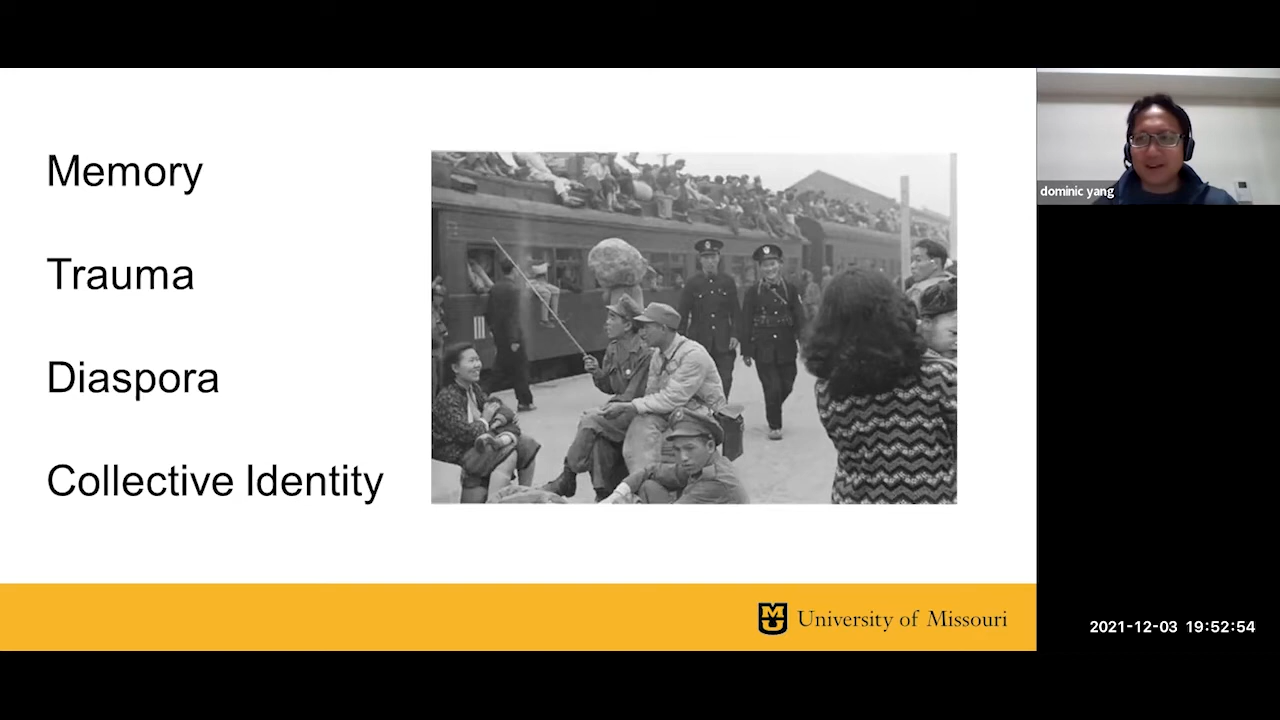 Memory
Trauma
Diaspora
Collective Identity
dominic yang
University of Missouri
2021-12-03 19:52:54